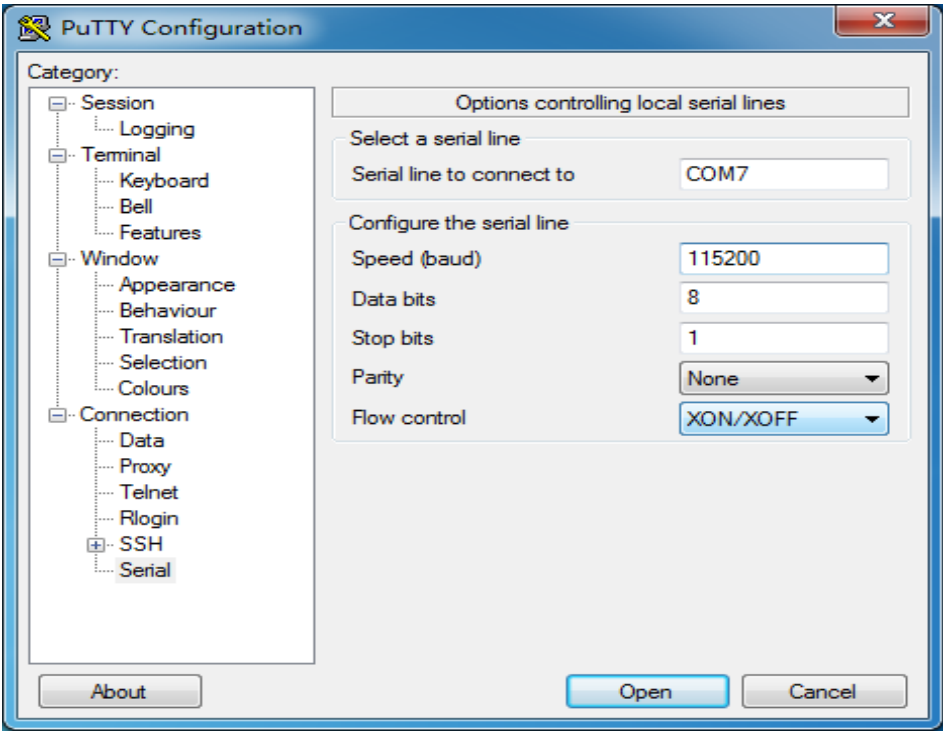 PuTTY Configuration
Category:
Session
Logging
Terminal
Keyboard
Bell
Features
Window
Appearance
Behaviour
Translation
Selection
Colours
Connection
Data
Proxy
Telnet
Rlogin
SSH
Serial
Options controlling local serial lines
Select a serial line
Serial line to connect to COM7
Configure the serial line
Speed (baud) 115200
Data bits 8
Stop bits 1
Parity None
Flow control XON/XOFF
About Open Cancel